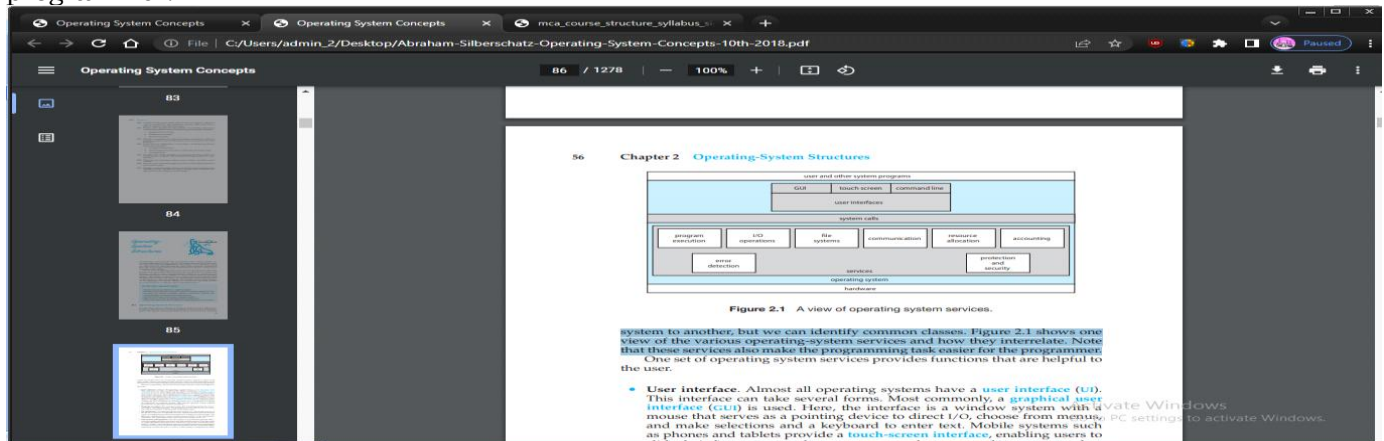 Operating System Concepts
Operating System Concepts
mca_course_structure_syllabus_s
File C:/Users/admin_2/Desktop/Abraham-Silberschatz-Operating-System-Concepts-10th-2018.pdf
Paused
Operating System Concepts
86 / 1278
100%
83
84
85
56 Chapter 2 Operating-System Structures
user and other system programs
GUI touch screen command line
user interfaces
system calls
program execution
I/O operations
file systems
communication
resource allocation
accounting
error detection
protection and security
services
operating system
hardware
Figure 2.1 A view of operating system services.
system to another, but we can identify common classes. Figure 2.1 shows one
view of the various operating-system services and how they interrelate. Note
that these services also make the programming task easier for the programmer.
One set of operating system services provides functions that are helpful to
the user.
• User interface. Almost all operating systems have a user interface (UI).
This interface can take several forms. Most commonly, a graphical user
interface (GUI) is used. Here, the interface is a window system with a
mouse that serves as a pointing device to direct I/O, choose from menus,
and make selections and a keyboard to enter text. Mobile systems such
as phones and tablets provide a touch-screen interface, enabling users to
vate Windows
PC settings to activate Windows.